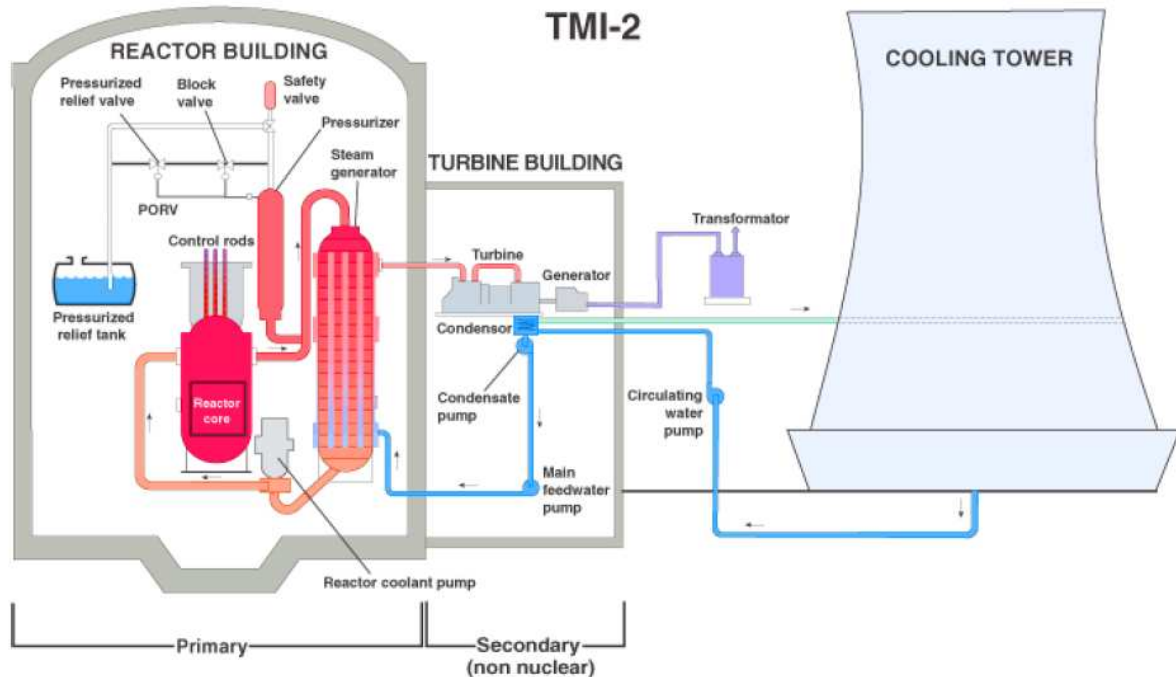 TMI-2
REACTOR BUILDING
COOLING TOWER
Pressurized
relief valve
Block
valve
Safety
valve
Pressurizer
Steam
generator
TURBINE BUILDING
PORV
Control rods
Transformator
Turbine
Generator
Pressurized
relief tank
Condensor
Reactor
core
Condensate
pump
Circulating
water
pump
Main
feedwater
pump
Reactor coolant pump
Primary
Secondary
(non nuclear)